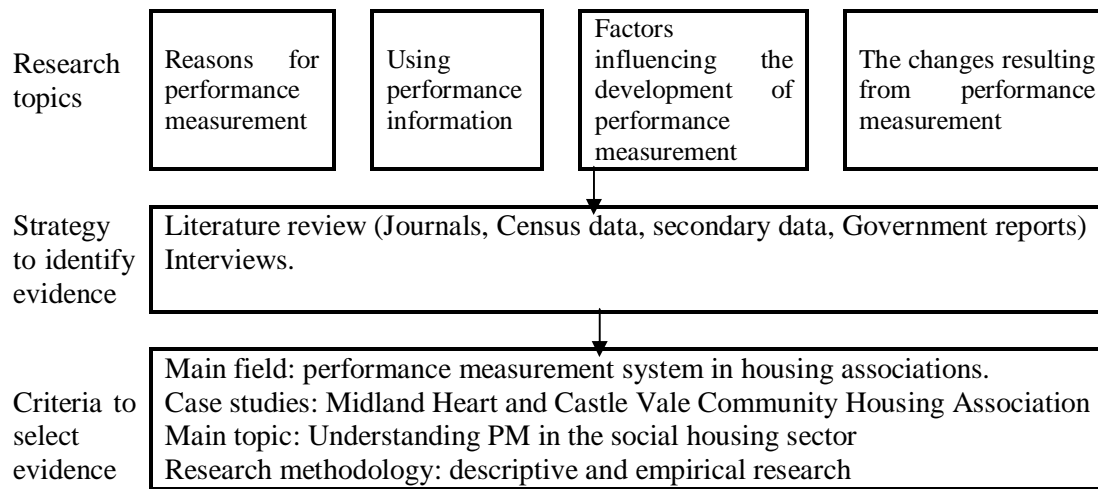 Research
topics
Reasons for
performance
measurement
Using
performance
information
Factors
influencing the
development of
performance
measurement
The changes resulting
from performance
measurement
Strategy
to identify
evidence
Literature review (Journals, Census data, secondary data, Government reports)
Interviews.
Criteria to
select
evidence
Main field: performance measurement system in housing associations.
Case studies: Midland Heart and Castle Vale Community Housing Association
Main topic: Understanding PM in the social housing sector
Research methodology: descriptive and empirical research